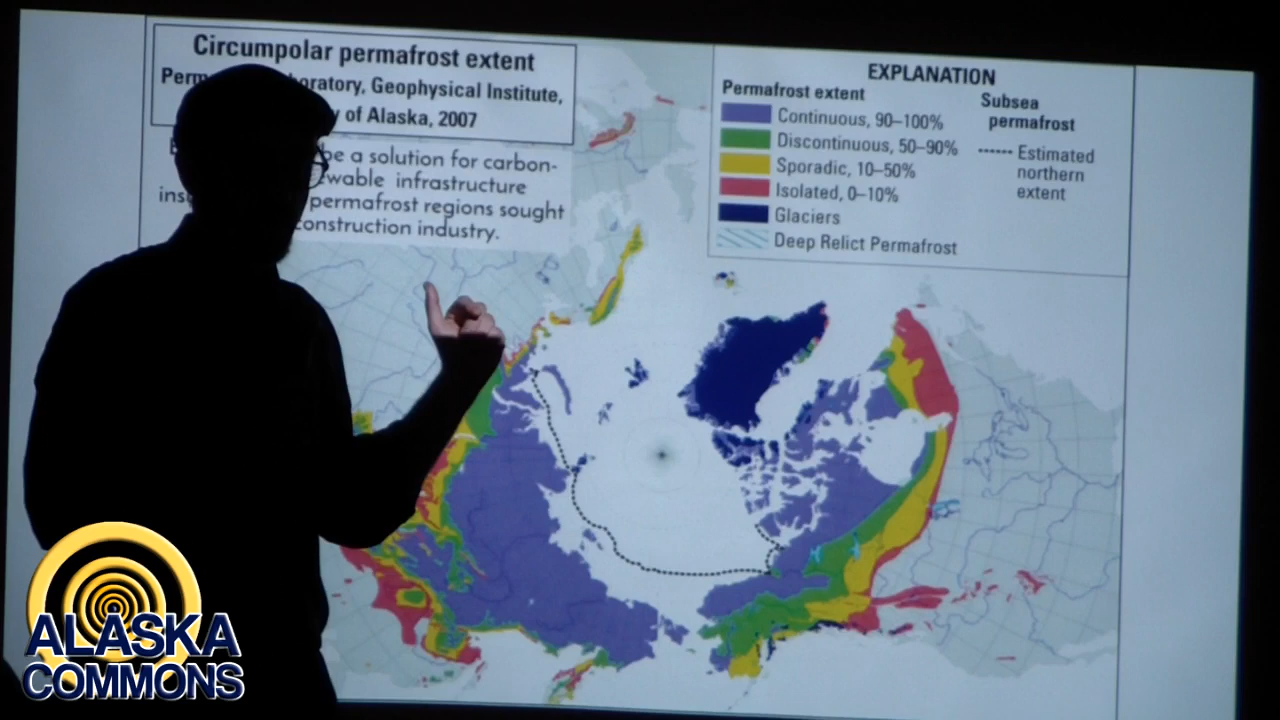 Circumpolar permafrost extent
oratory, Geophysical Institute,
of Alaska, 2007
be a solution for carbon-
infrastructure
permafrost regions sought
construction industry.
EXPLANATION
Permafrost extent
Continuous, 90–100%
Discontinuous, 50–90%
Sporadic, 10–50%
Isolated, 0–10%
Glaciers
Deep Relict Permafrost
Subsea
permafrost
Estimated
northern
extent
ALASKA
COMMONS